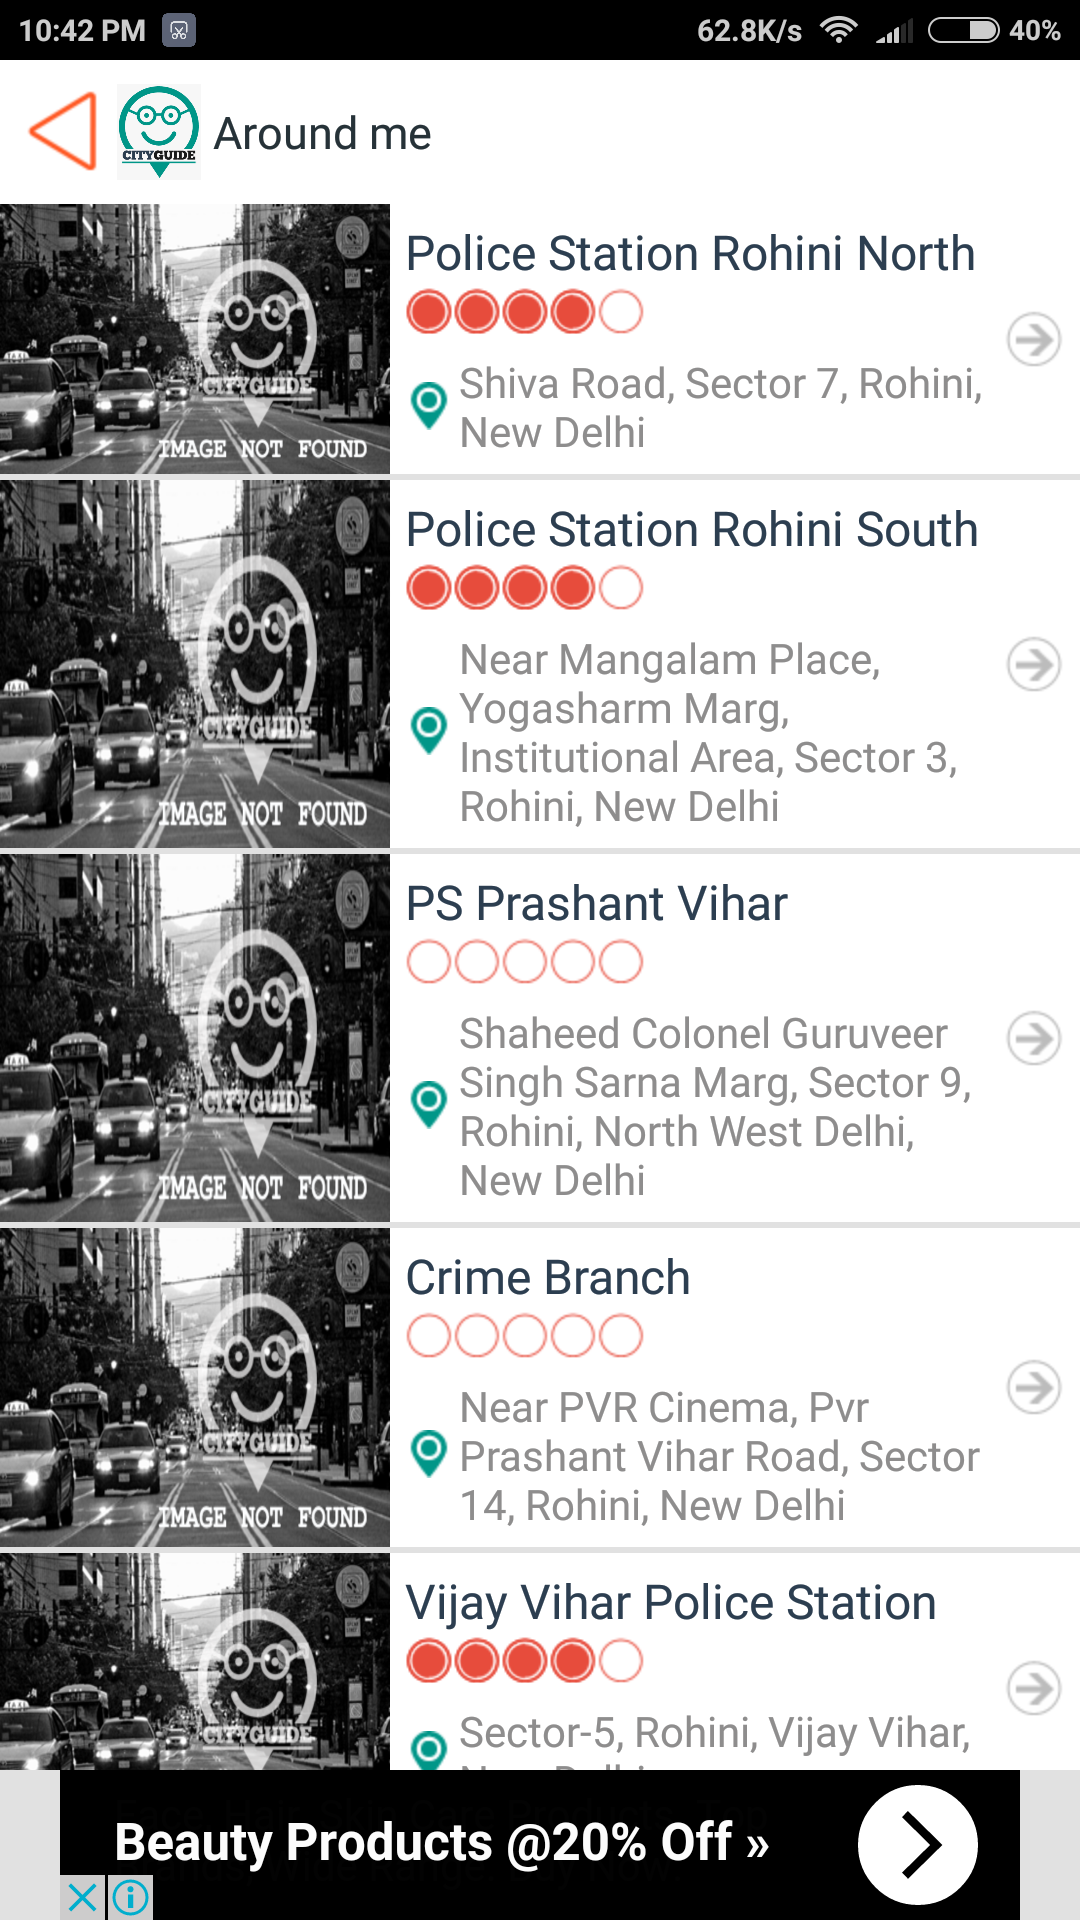 10:42 PM
62.8K/s
40%
CITYGUIDE
Around me
CITYGUIDE
IMAGE NOT FOUND
Police Station Rohini North
Shiva Road, Sector 7, Rohini,
New Delhi
CITYGUIDE
IMAGE NOT FOUND
Police Station Rohini South
Near Mangalam Place,
Yogasharm Marg,
Institutional Area, Sector 3,
Rohini, New Delhi
CITYGUIDE
IMAGE NOT FOUND
PS Prashant Vihar
Shaheed Colonel Guruveer
Singh Sarna Marg, Sector 9,
Rohini, North West Delhi,
New Delhi
CITYGUIDE
IMAGE NOT FOUND
Crime Branch
Near PVR Cinema, Pvr
Prashant Vihar Road, Sector
14, Rohini, New Delhi
CITYGUIDE
Vijay Vihar Police Station
Sector-5, Rohini, Vijay Vihar,
New Delhi
Beauty Products @20% Off »